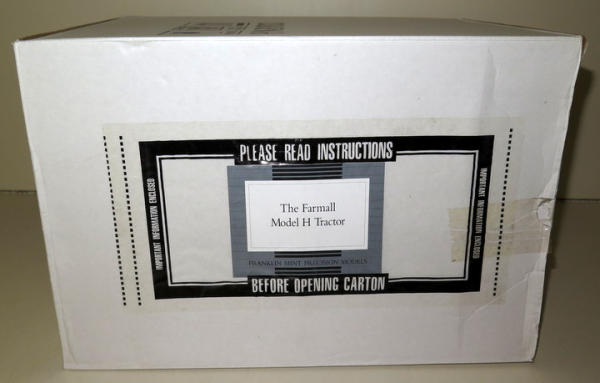 PLEASE READ INSTRUCTIONS
IMPORTANT INFORMATION ENCLOSED
The Farmall
Model H Tractor
FRANKLIN MINT PRECISION MODELS
IMPORTANT INFORMATION ENCLOSED
BEFORE OPENING CARTON